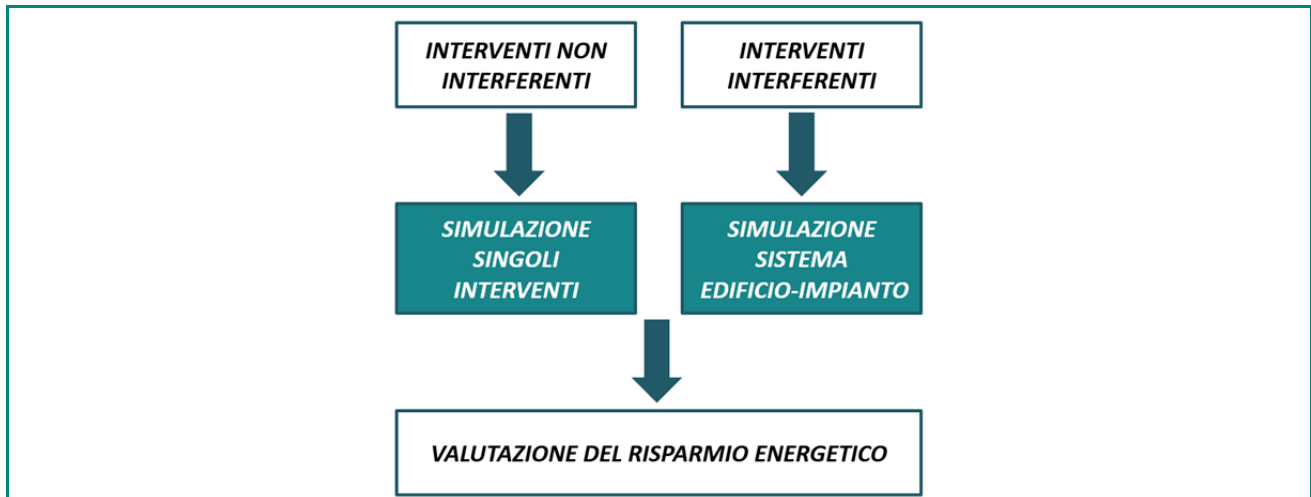 INTERVENTI NON
INTERFERENTI
INTERVENTI
INTERFERENTI
SIMULAZIONE
SINGOLI
INTERVENTI
SIMULAZIONE
SISTEMA
EDIFICIO-IMPIANTO
VALUTAZIONE DEL RISPARMIO ENERGETICO